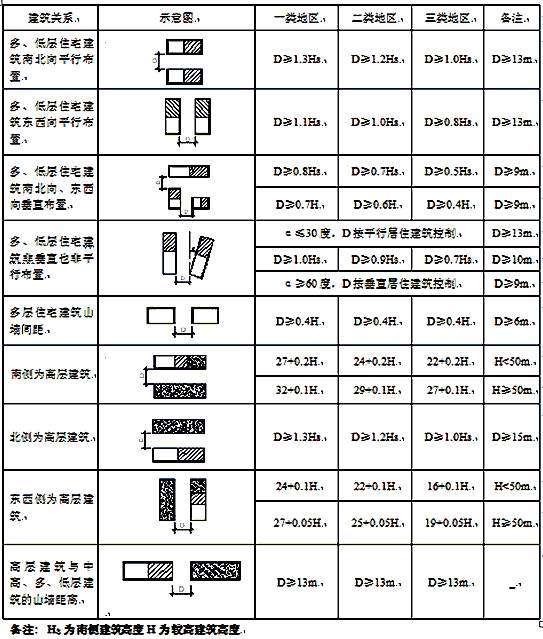 建筑关系 示意图 一类地区 二类地区 三类地区 备注
多、低层住宅建
筑南北向平行布
置
D≥1.3Hs D≥1.2Hs D≥1.0Hs D≥13m
多、低层住宅建
筑东西向平行布
置
D≥1.1Hs D≥1.0Hs D≥0.8Hs D≥13m
多、低层住宅建
筑南北向、东西
向垂直布置
D≥0.8Hs D≥0.7Hs D≥0.5Hs D≥9m
D≥0.7H D≥0.6H D≥0.4H D≥9m
多、低层住宅建
筑非垂直也非平
行布置
α≤30度，D按平行居住建筑控制 D≥13m
D≥1.0Hs D≥0.9Hs D≥0.7Hs D≥10m
α≥60度，D按垂直居住建筑控制 D≥9m
多层住宅建筑山
墙间距
D≥0.4H D≥0.4H D≥0.4H D≥6m
南侧为高层建筑
27+0.2H 24+0.2H 22+0.2H H<50m
32+0.1H 29+0.1H 27+0.1H H≥50m
北侧为高层建筑
D≥1.3Hs D≥1.2Hs D≥1.0Hs D≥15m
东西侧为高层建
筑
24+0.1H 22+0.1H 16+0.1H H<50m
27+0.05H 25+0.05H 19+0.05H H≥50m
高层建筑与中
高、多、低层建
筑的山墙距离
D≥13m D≥13m D≥13m –
备注：Hs为南侧建筑高度 H为较高建筑高度